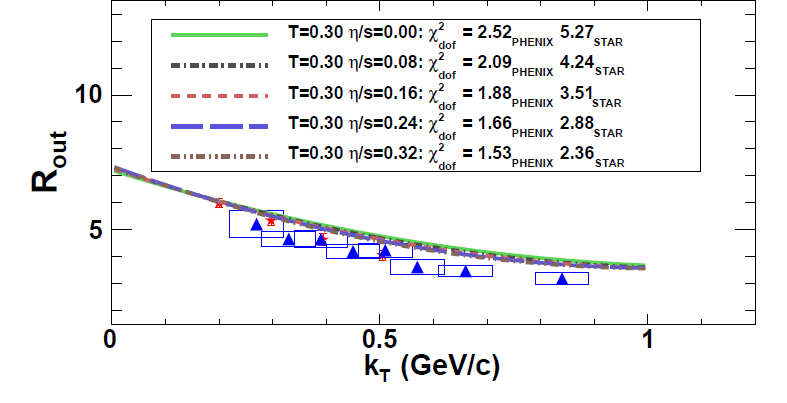 T=0.30 η/s=0.00: χ²dof = 2.52PHENIX 5.27STAR
T=0.30 η/s=0.08: χ²dof = 2.09PHENIX 4.24STAR
T=0.30 η/s=0.16: χ²dof = 1.88PHENIX 3.51STAR
T=0.30 η/s=0.24: χ²dof = 1.66PHENIX 2.88STAR
T=0.30 η/s=0.32: χ²dof = 1.53PHENIX 2.36STAR
10
5
Rout
0 0.5 1
kT (GeV/c)